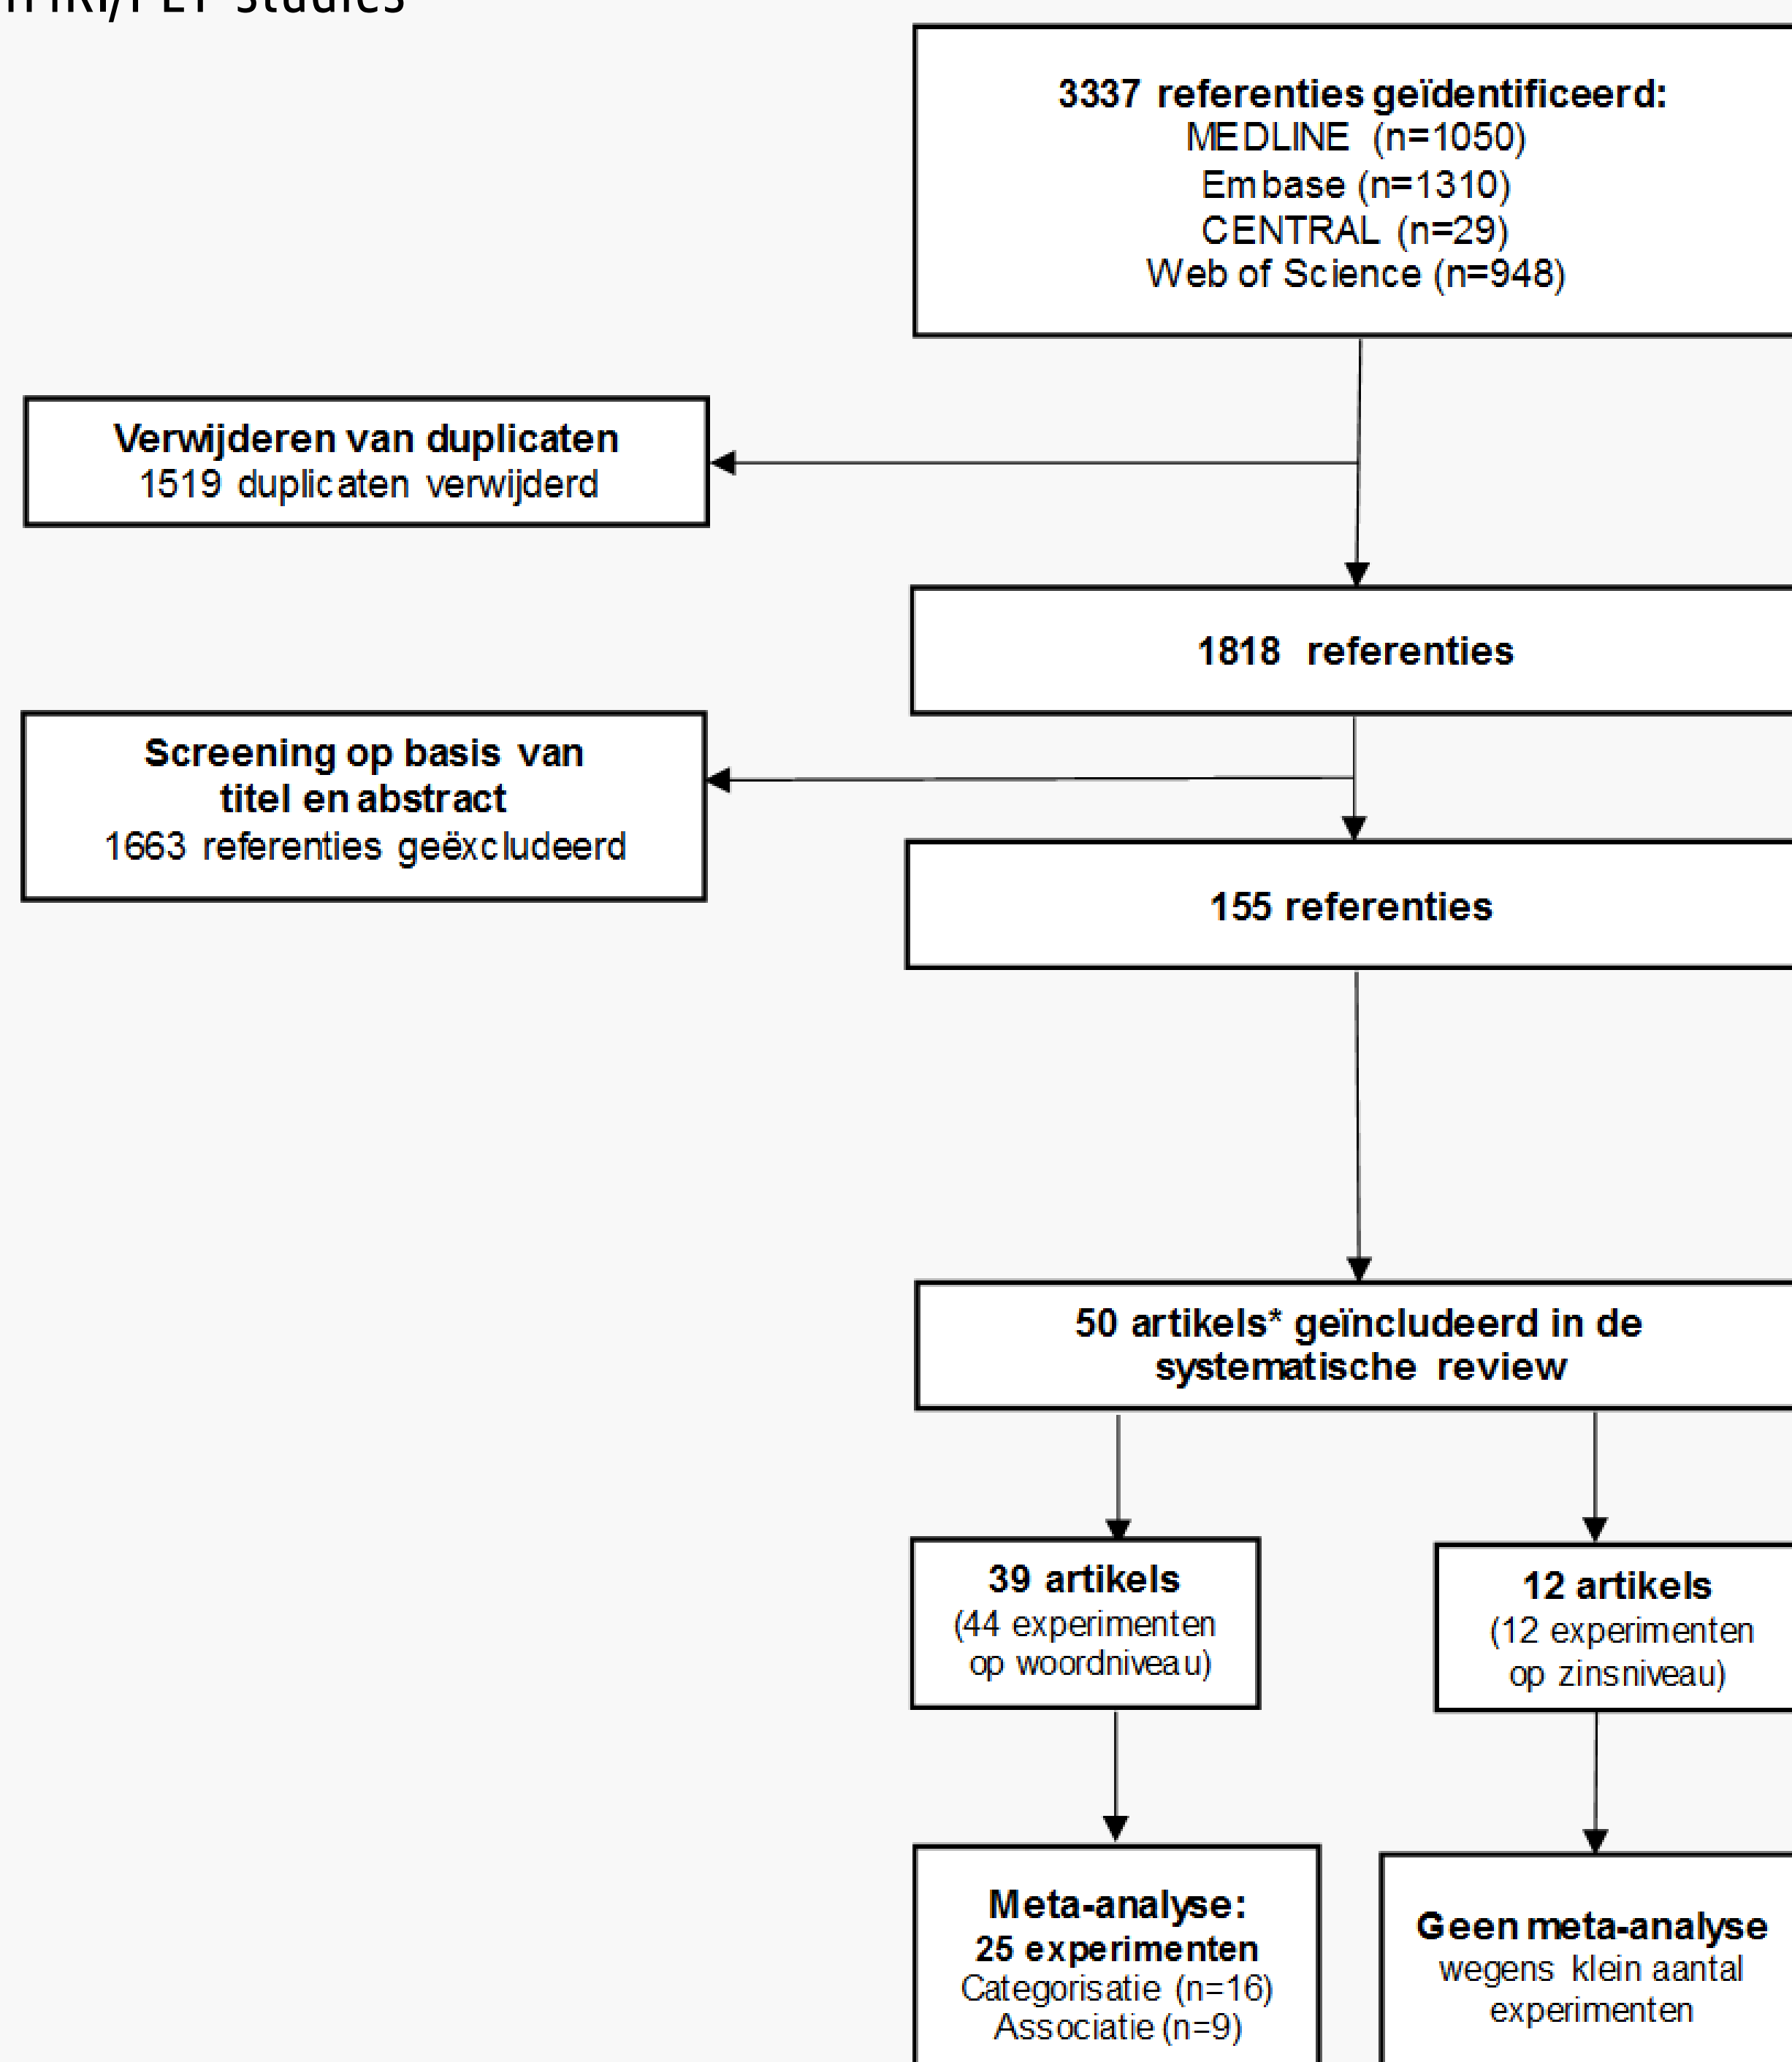 studies
3337 referenties geïdentificeerd:
MEDLINE (n=1050)
Embase (n=1310)
CENTRAL (n=29)
Web of Science (n=948)
Verwijderen van duplicaten
1519 duplicaten verwijderd
1818 referenties
Screening op basis van
titel en abstract
1663 referenties geëxcludeerd
155 referenties
50 artikels* geïncludeerd in de
systematische review
39 artikels
(44 experimenten
op woordniveau)
12 artikels
(12 experimenten
op zinsniveau)
Meta-analyse:
25 experimenten
Categorisatie (n=16)
Associatie (n=9)
Geen meta-analyse
wegens klein aantal
experimenten